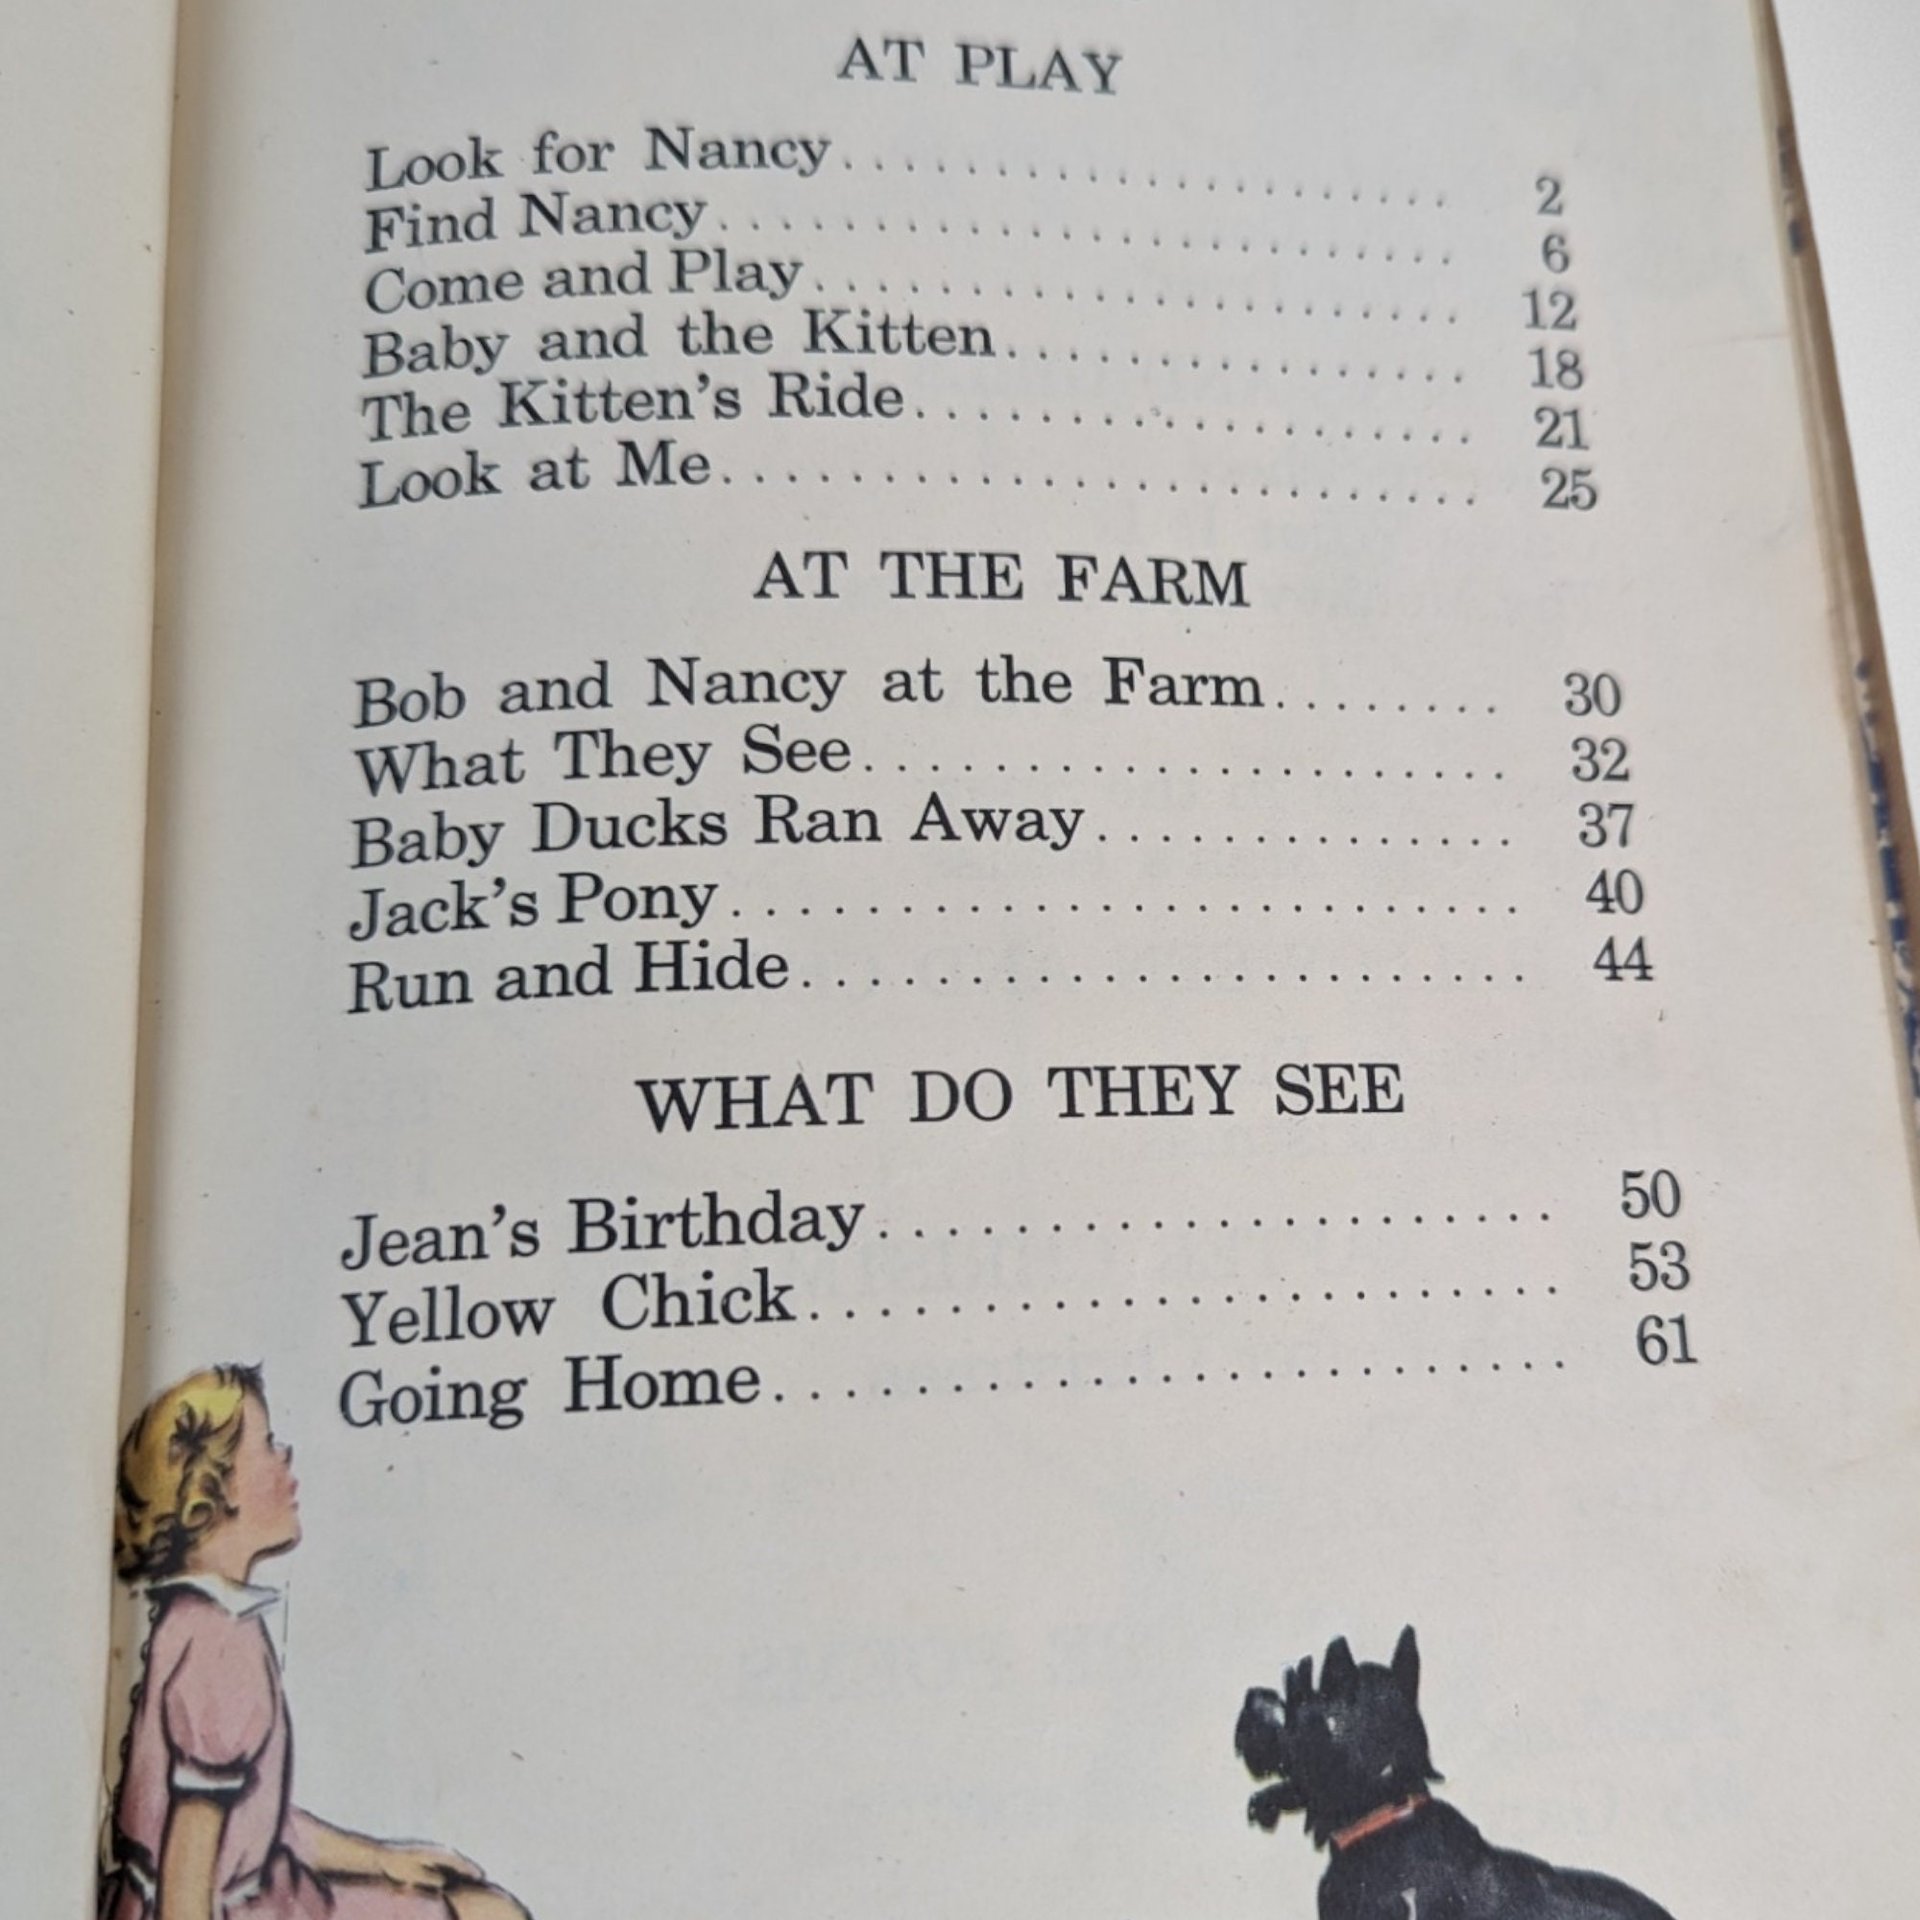 AT PLAY
Look for Nancy...................... 2
Find Nancy.......................... 6
Come and Play....................... 12
Baby and the Kitten................. 18
The Kitten's Ride.................... 21
Look at Me........................... 25
AT THE FARM
Bob and Nancy at the Farm........ 30
What They See...................... 32
Baby Ducks Ran Away............... 37
Jack's Pony........................ 40
Run and Hide...................... 44
WHAT DO THEY SEE
Jean's Birthday..................... 50
Yellow Chick....................... 53
Going Home........................ 61